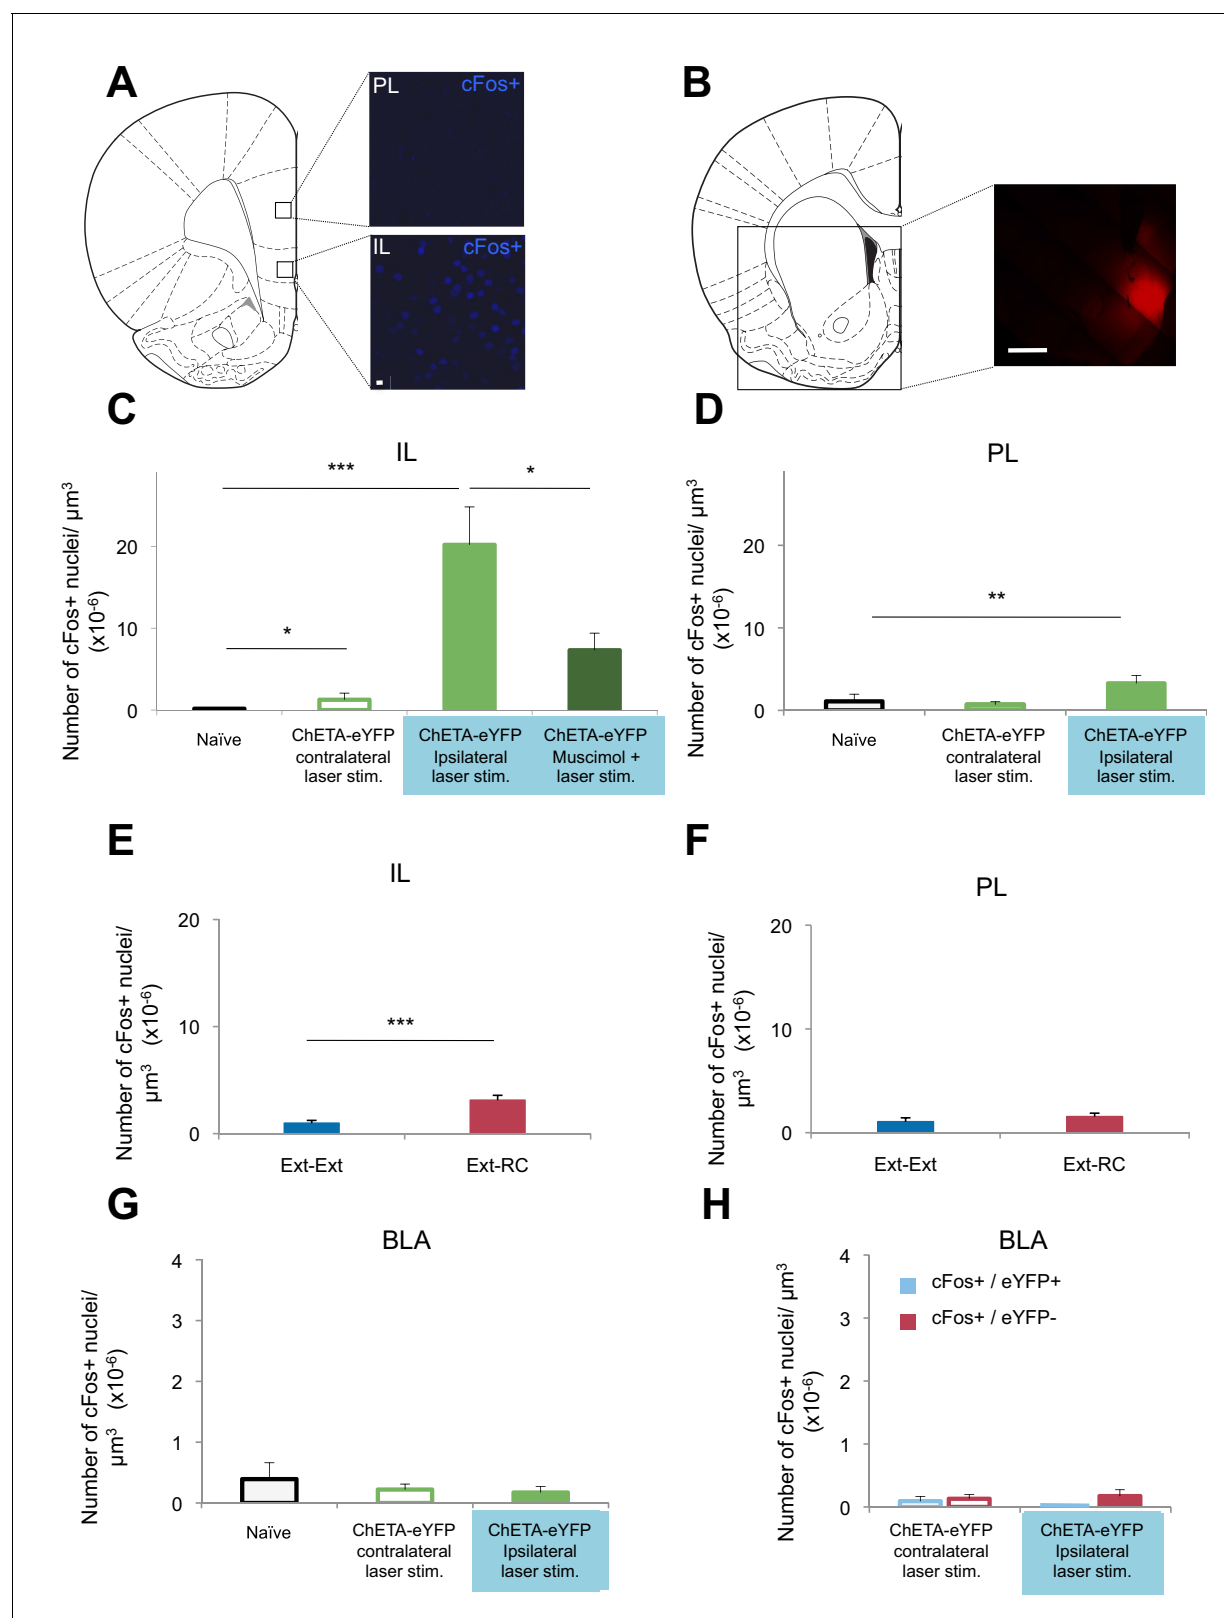 A
PL
cFos+
IL
cFos+
B
C
IL
Number of cFos+ nuclei/ µm³
(x10⁻⁶)
***
*
*
20
10
0
Naïve
ChETA-eYFP
contralateral
laser stim.
ChETA-eYFP
Ipsilateral
laser stim.
ChETA-eYFP
Muscimol +
laser stim.
D
PL
Number of cFos+ nuclei/ µm³
(x10⁻⁶)
**
20
10
0
Naïve
ChETA-eYFP
contralateral
laser stim.
ChETA-eYFP
Ipsilateral
laser stim.
E
IL
Number of cFos+ nuclei/
µm³ (x10⁻⁶)
***
20
10
0
Ext-Ext
Ext-RC
F
PL
Number of cFos+ nuclei/
µm³ (x10⁻⁶)
20
10
0
Ext-Ext
Ext-RC
G
BLA
Number of cFos+ nuclei/
µm³ (x10⁻⁶)
4
3
2
1
0
Naïve
ChETA-eYFP
contralateral
laser stim.
ChETA-eYFP
Ipsilateral
laser stim.
H
BLA
Number of cFos+ nuclei/ µm³
(x10⁻⁶)
4
3
2
1
0
cFos+ / eYFP+
cFos+ / eYFP-
ChETA-eYFP
contralateral
laser stim.
ChETA-eYFP
Ipsilateral
laser stim.